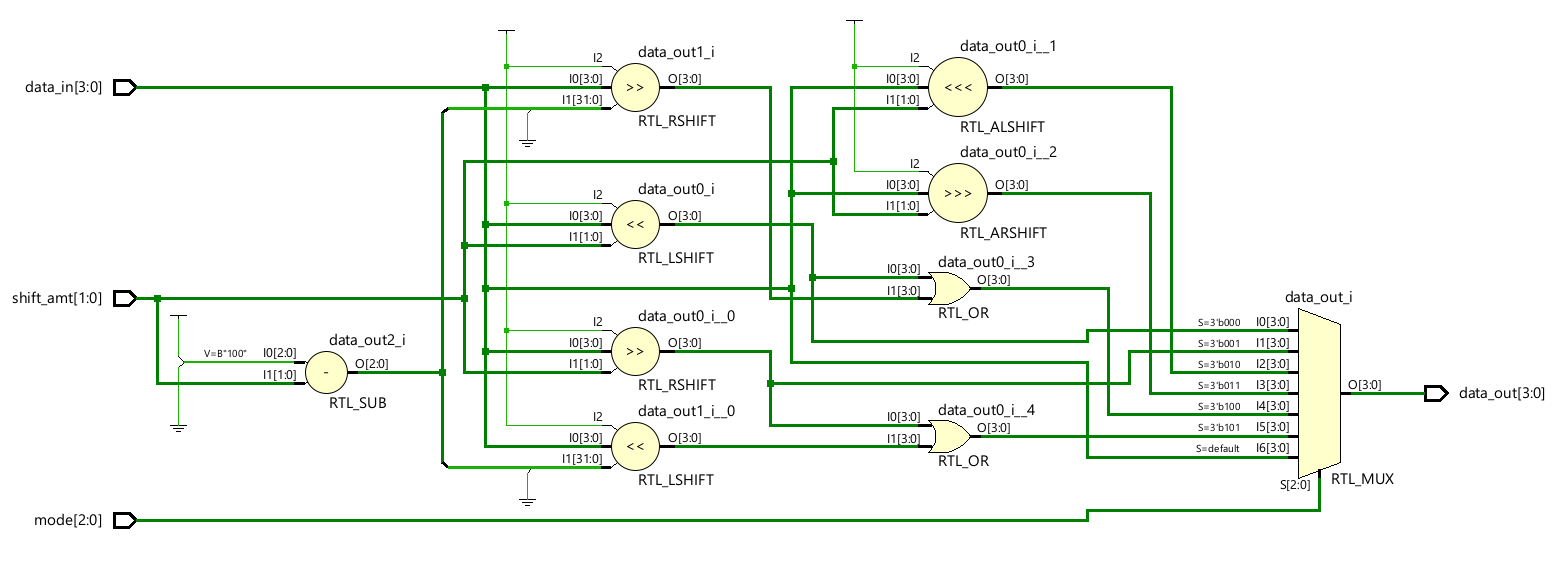 data_in[3:0]
shift_amt[1:0]
mode[2:0]
V=B"100"
I0[2:0]
I1[1:0]
data_out2_i
-
O[2:0]
RTL_SUB
data_out1_i
I2
I0[3:0]
I1[31:0]
>>
O[3:0]
RTL_RSHIFT
data_out0_i
I2
I0[3:0]
I1[1:0]
<<
O[3:0]
RTL_LSHIFT
data_out0_i__0
I2
I0[3:0]
I1[1:0]
>>
O[3:0]
RTL_RSHIFT
data_out1_i__0
I2
I0[3:0]
I1[31:0]
<<
O[3:0]
RTL_LSHIFT
data_out0_i__1
I2
I0[3:0]
I1[1:0]
<<<
O[3:0]
RTL_ALSHIFT
data_out0_i__2
I2
I0[3:0]
I1[1:0]
>>>
O[3:0]
RTL_ARSHIFT
data_out0_i__3
I0[3:0]
I1[3:0]
O[3:0]
RTL_OR
data_out0_i__4
I0[3:0]
I1[3:0]
O[3:0]
RTL_OR
data_out_i
S=3'b000 I0[3:0]
S=3'b001 I1[3:0]
S=3'b010 I2[3:0]
S=3'b011 I3[3:0]
S=3'b100 I4[3:0]
S=3'b101 I5[3:0]
S=default I6[3:0]
S[2:0]
O[3:0]
RTL_MUX
data_out[3:0]